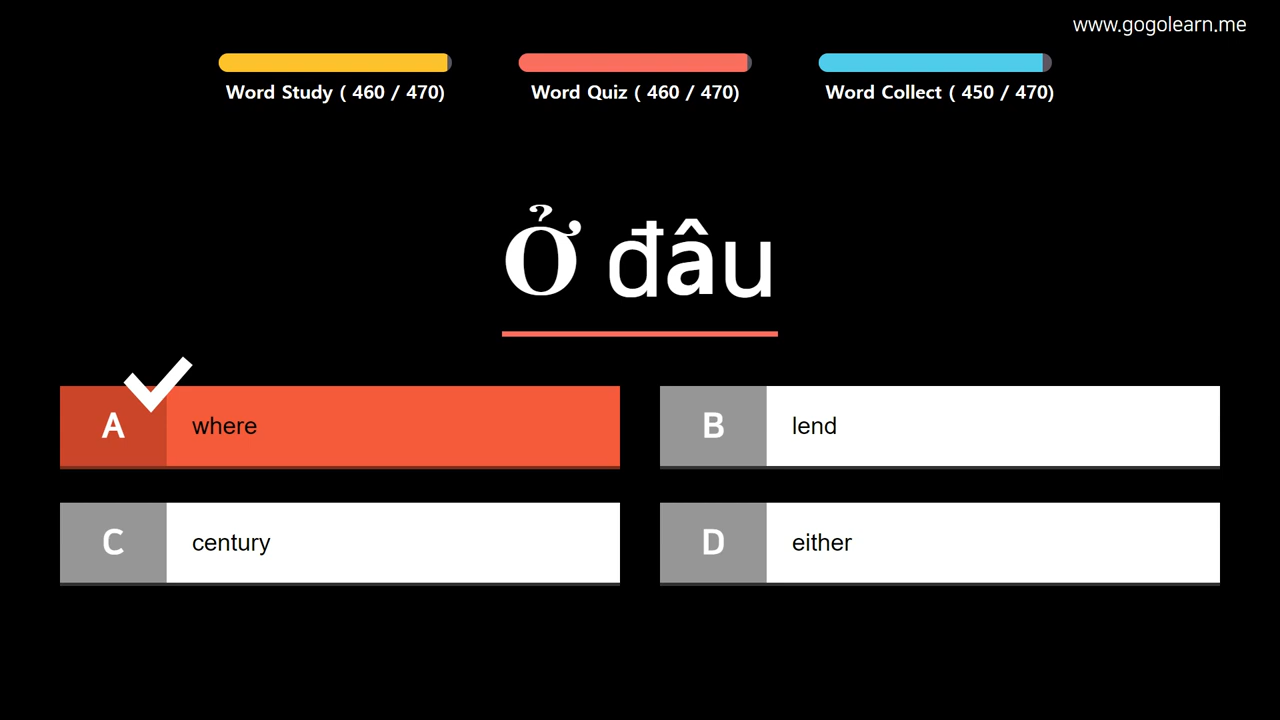 www.gogolearn.me
Word Study ( 460 / 470)
Word Quiz ( 460 / 470)
Word Collect ( 450 / 470)
Ở đâu
A where
B lend
C century
D either